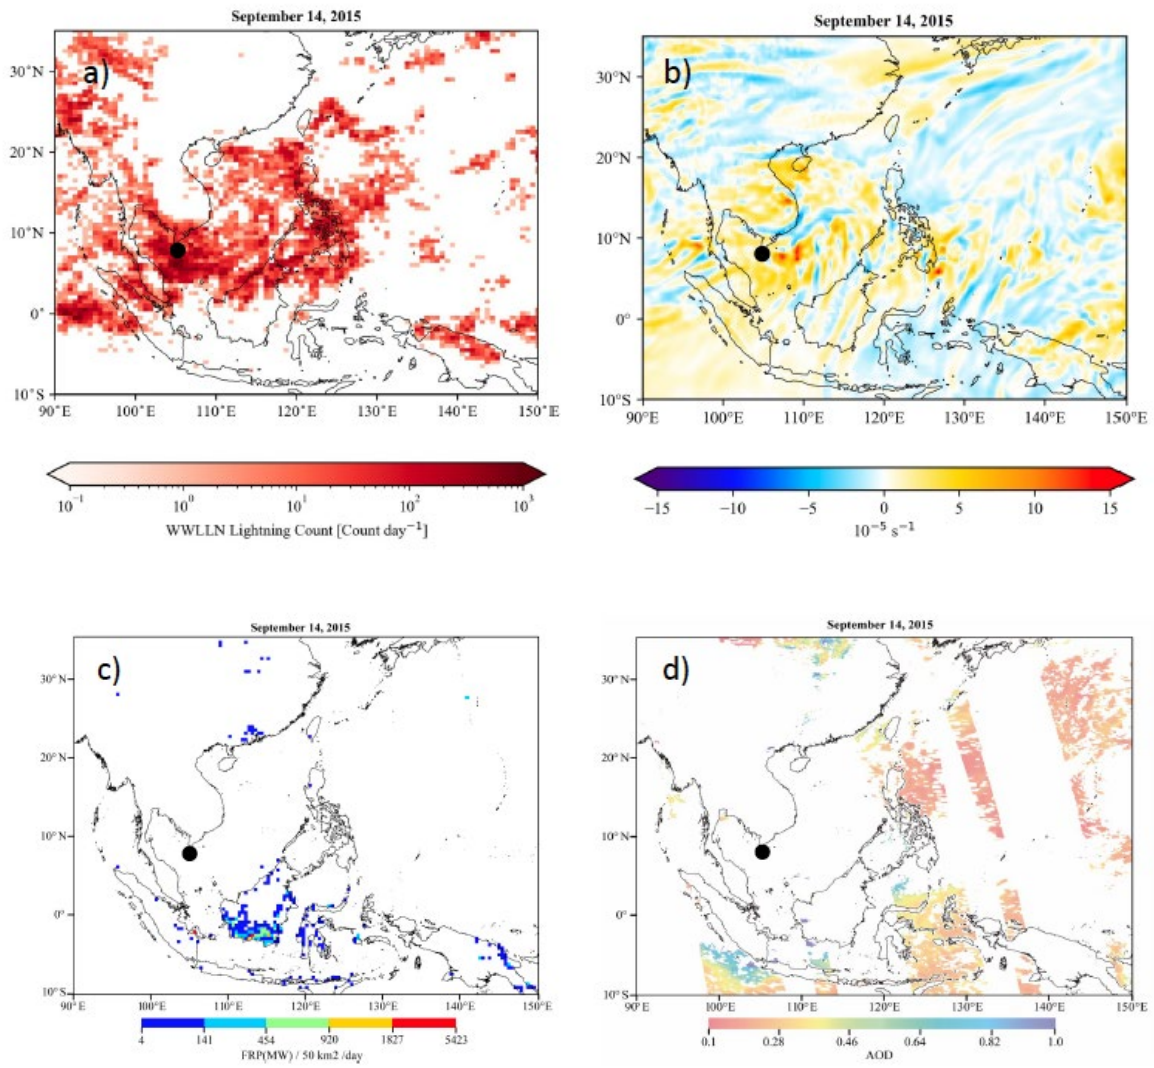 September 14, 2015
a)
30°N
20°N
10°N
0°
10°S
90°E 100°E 110°E 120°E 130°E 140°E 150°E
10⁻¹ 10⁰ 10¹ 10² 10³
WWLLN Lightning Count [Count day⁻¹]
September 14, 2015
b)
30°N
20°N
10°N
0°
10°S
90°E 100°E 110°E 120°E 130°E 140°E 150°E
−15 −10 −5 0 5 10 15
10⁻⁵ s⁻¹
September 14, 2015
c)
30° N
20° N
10° N
0°
10°S
90°E 100°E 110°E 120°E 130°E 140°E 150°E
4 141 454 920 1827 5423
FRP(MW) / 50 km2 /day
September 14, 2015
d)
30°N
20°N
10°N
0°
10°S
90°E 100°E 110°E 120°E 130°E 140°E 150°E
0.1 0.28 0.46 0.64 0.82 1.0
AOD